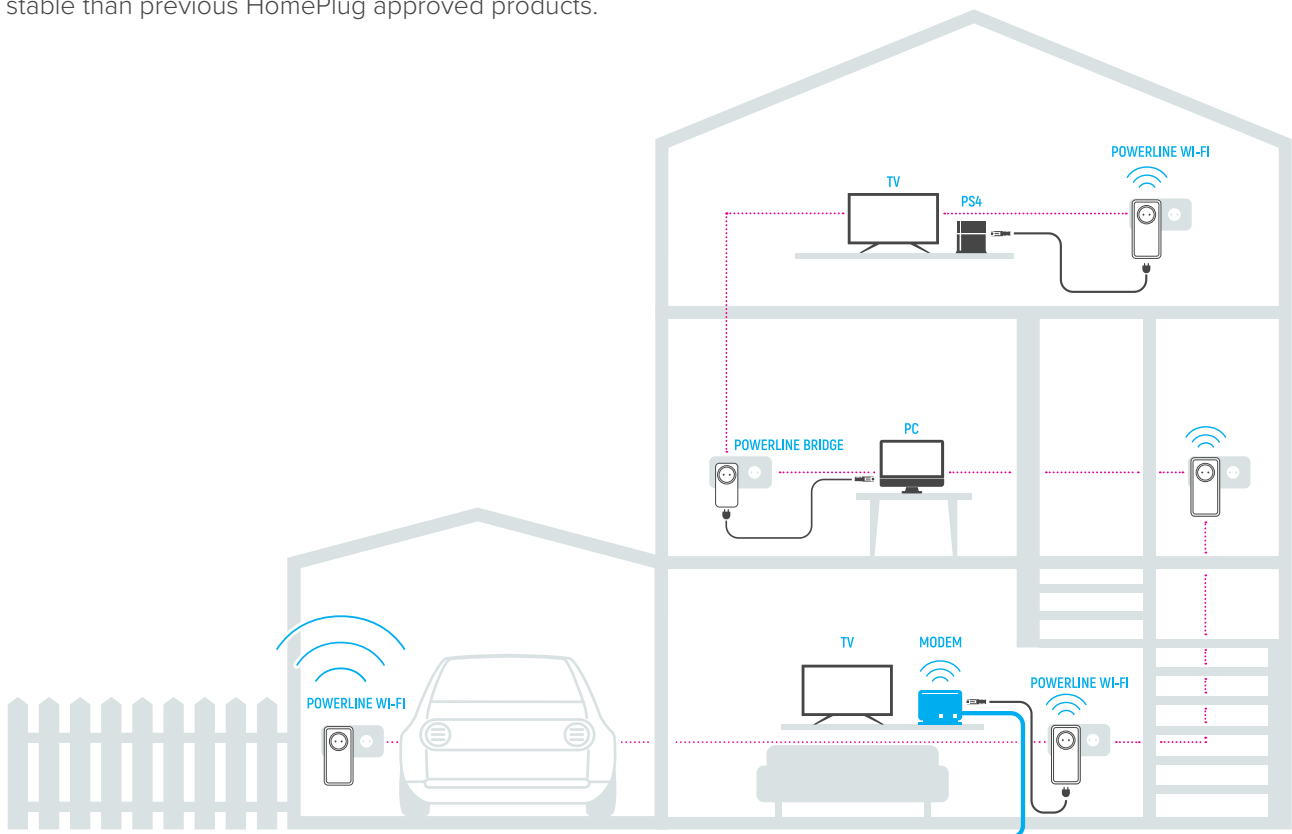 stable than previous HomePlug approved products.
POWERLINE WI-FI
TV
PS4
PC
POWERLINE BRIDGE
TV
MODEM
POWERLINE WI-FI
POWERLINE WI-FI